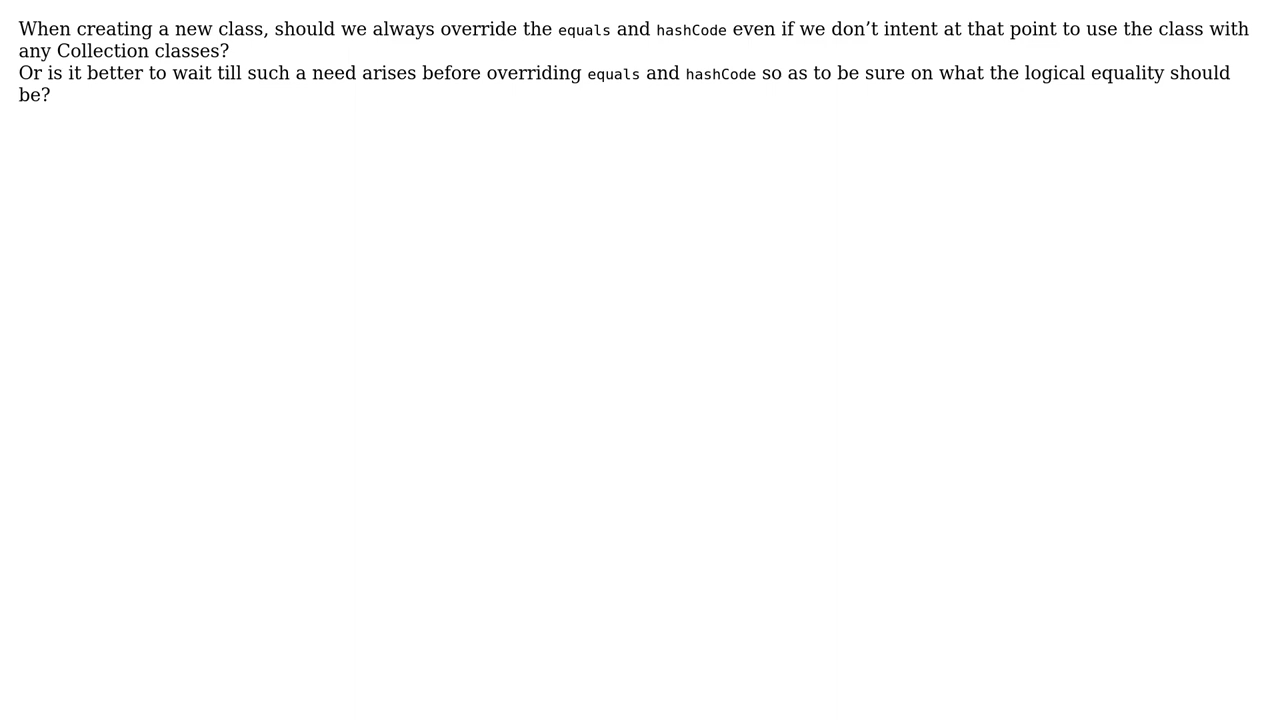 When creating a new class, should we always override the equals and hashCode even if we don’t intent at that point to use the class with
any Collection classes?
Or is it better to wait till such a need arises before overriding equals and hashCode so as to be sure on what the logical equality should
be?